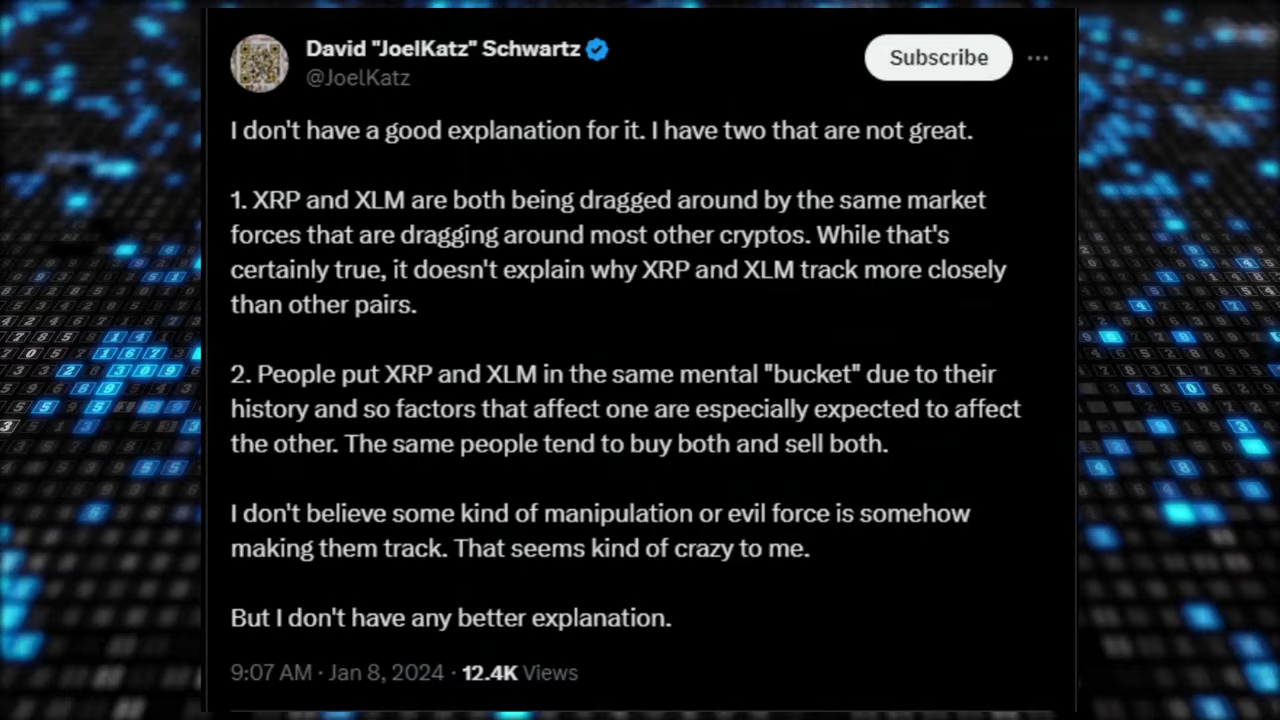 David "JoelKatz" Schwartz
@JoelKatz
Subscribe
I don't have a good explanation for it. I have two that are not great.
1. XRP and XLM are both being dragged around by the same market
forces that are dragging around most other cryptos. While that's
certainly true, it doesn't explain why XRP and XLM track more closely
than other pairs.
2. People put XRP and XLM in the same mental "bucket" due to their
history and so factors that affect one are especially expected to affect
the other. The same people tend to buy both and sell both.
I don't believe some kind of manipulation or evil force is somehow
making them track. That seems kind of crazy to me.
But I don't have any better explanation.
9:07 AM · Jan 8, 2024 · 12.4K Views